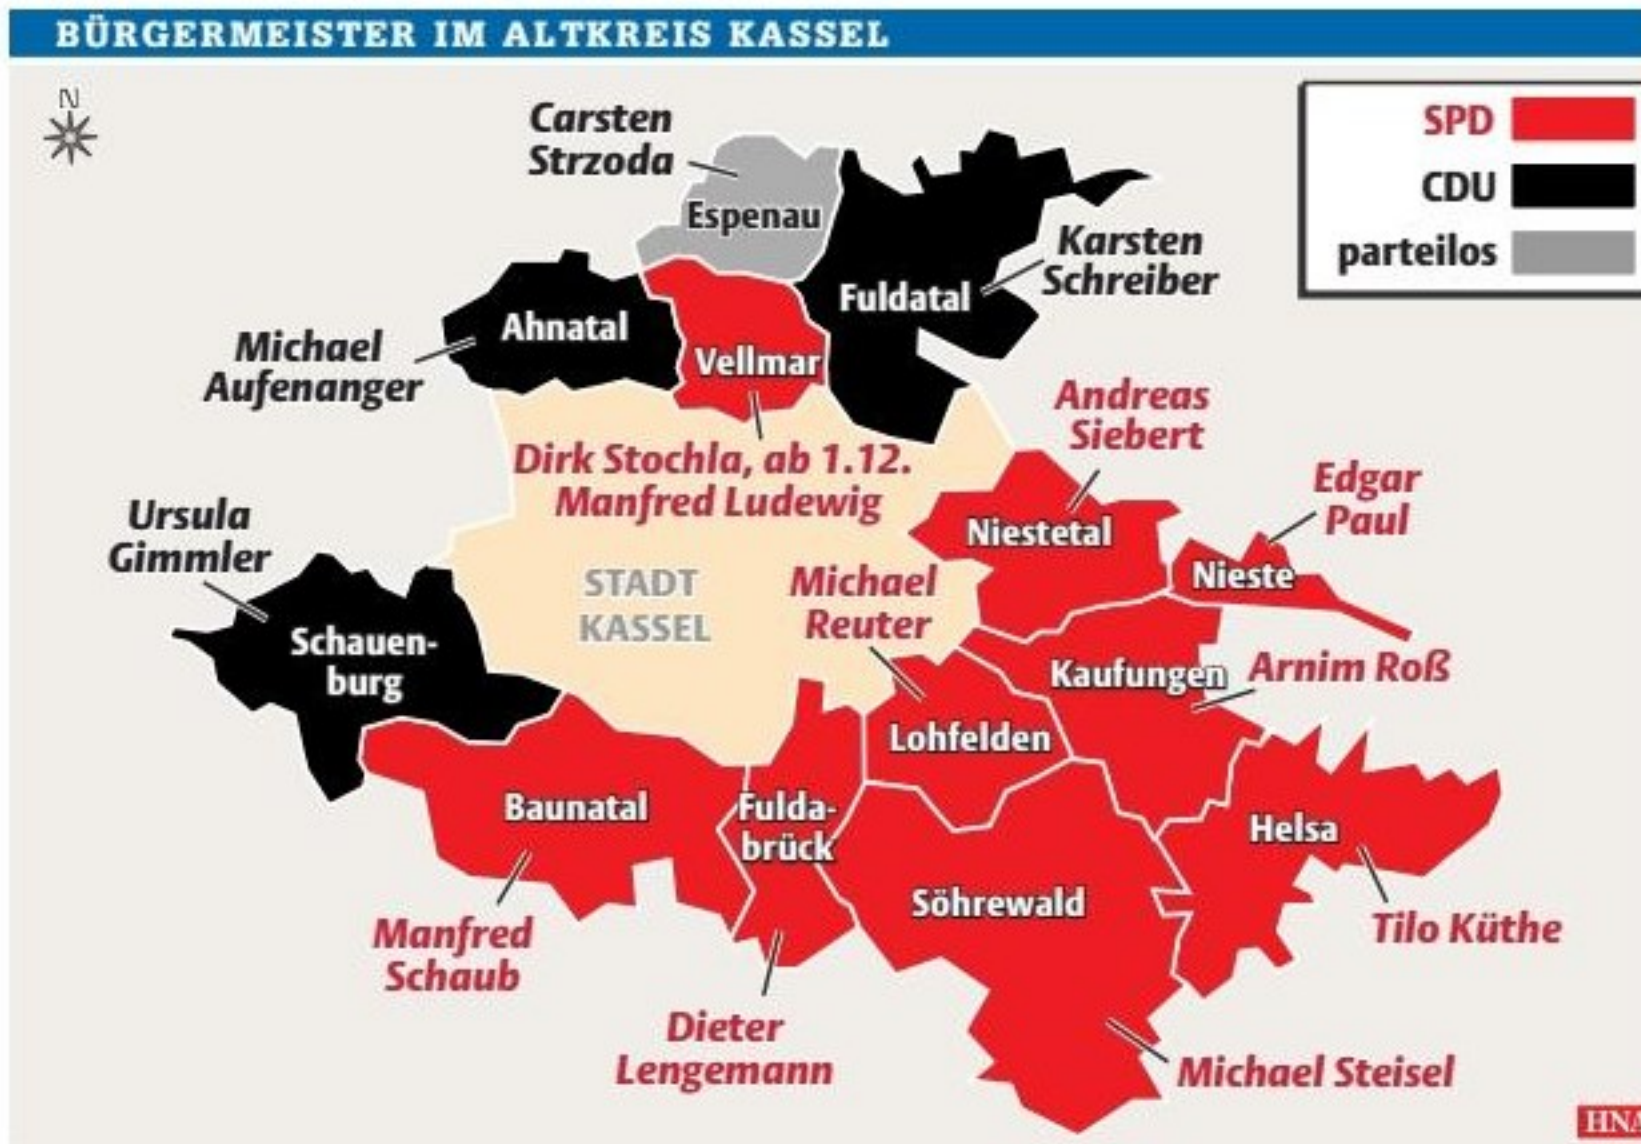 BÜRGERMEISTER IM ALTKREIS KASSEL
N
SPD
CDU
parteilos
Carsten
Strzoda
Espenau
Karsten
Schreiber
Fuldatal
Ahnatal
Michael
Aufenanger
Vellmar
Dirk Stochla, ab 1.12.
Manfred Ludewig
Andreas
Siebert
Niestetal
Edgar
Paul
Nieste
Ursula
Gimmler
Schauen-
burg
STADT
KASSEL
Michael
Reuter
Lohfelden
Kaufungen
Arnim Roß
Baunatal
Manfred
Schaub
Fulda-
brück
Dieter
Lengemann
Söhrewald
Michael Steisel
Helsa
Tilo Küthe
HNA